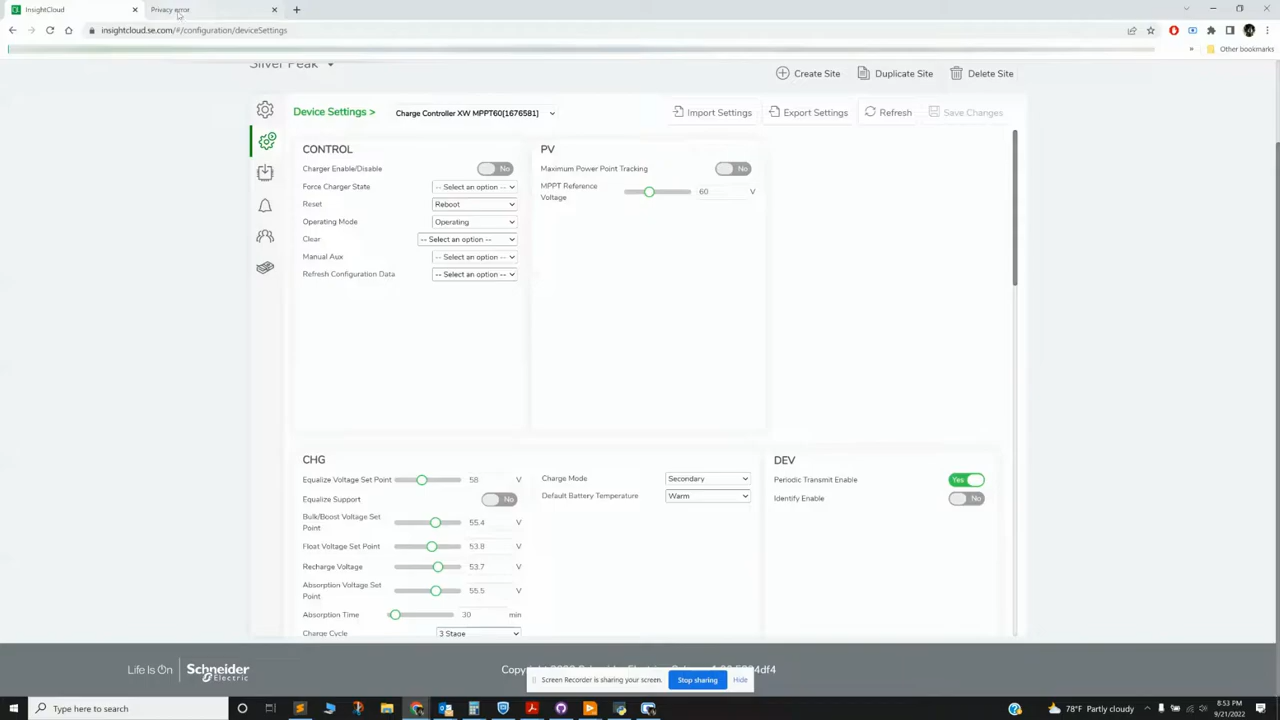 InsightCloud
Privacy error
insightcloud.se.com/#/configuration/deviceSettings
Other bookmarks
Silver Peak
Create Site
Duplicate Site
Delete Site
Device Settings >
Charge Controller XW MPPT60[1676581]
Import Settings
Export Settings
Refresh
Save Changes
CONTROL
Charger Enable/Disable No
Force Charger State -- Select an option --
Reset Reboot
Operating Mode Operating
Clear -- Select an option --
Manual Aux -- Select an option --
Refresh Configuration Data -- Select an option --
PV
Maximum Power Point Tracking No
MPPT Reference
Voltage 60 V
CHG
Equalize Voltage Set Point 58 V
Equalize Support No
Bulk/Boost Voltage Set
Point 55.4 V
Float Voltage Set Point 53.8 V
Recharge Voltage 53.7 V
Absorption Voltage Set
Point 55.5 V
Absorption Time 30 min
Charge Cycle 3 Stage
Charge Mode Secondary
Default Battery Temperature Warm
DEV
Periodic Transmit Enable Yes
Identify Enable No
Life Is On | Schneider
Electric
Screen Recorder is sharing your screen. Stop sharing Hide
Type here to search
78°F Partly cloudy
8:53 PM
9/21/2022